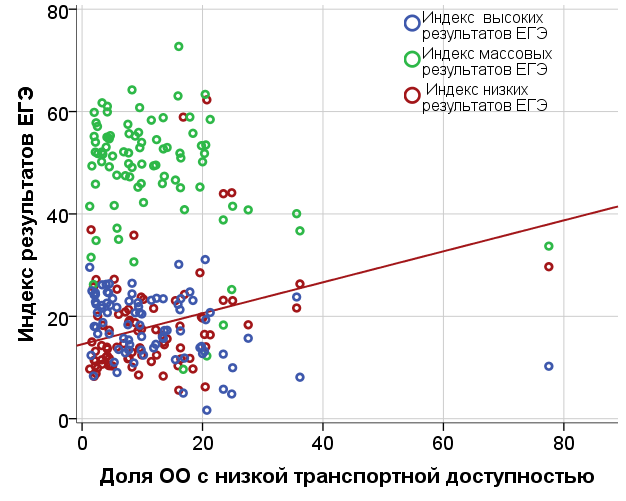 80
60
40
20
0
0
20
40
60
80
Индекс результатов ЕГЭ
Индекс высоких
результатов ЕГЭ
Индекс массовых
результатов ЕГЭ
Индекс низких
результатов ЕГЭ
Доля ОО с низкой транспортной доступностью